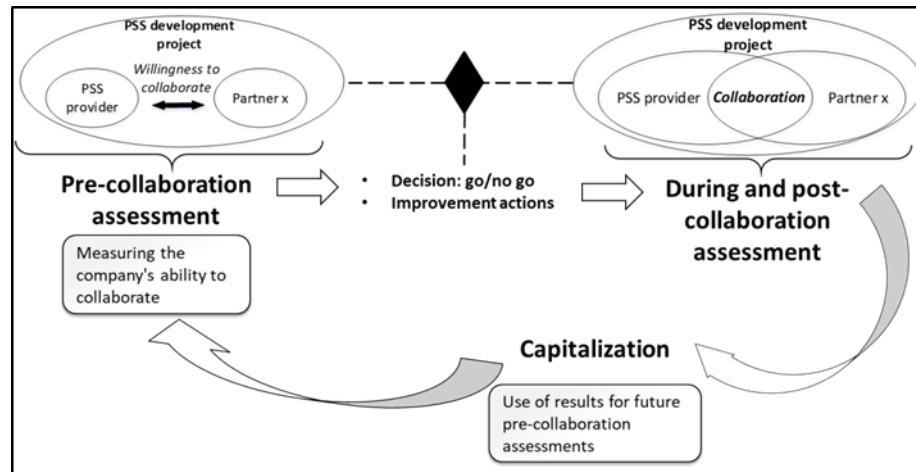 PSS development
project
Willingness to
collaborate
PSS
provider
Partner x
PSS development
project
PSS provider
Collaboration
Partner x
Pre-collaboration
assessment
• Decision: go/no go
• Improvement actions
During and post-
collaboration
assessment
Measuring the
company's ability to
collaborate
Capitalization
Use of results for future
pre-collaboration
assessments